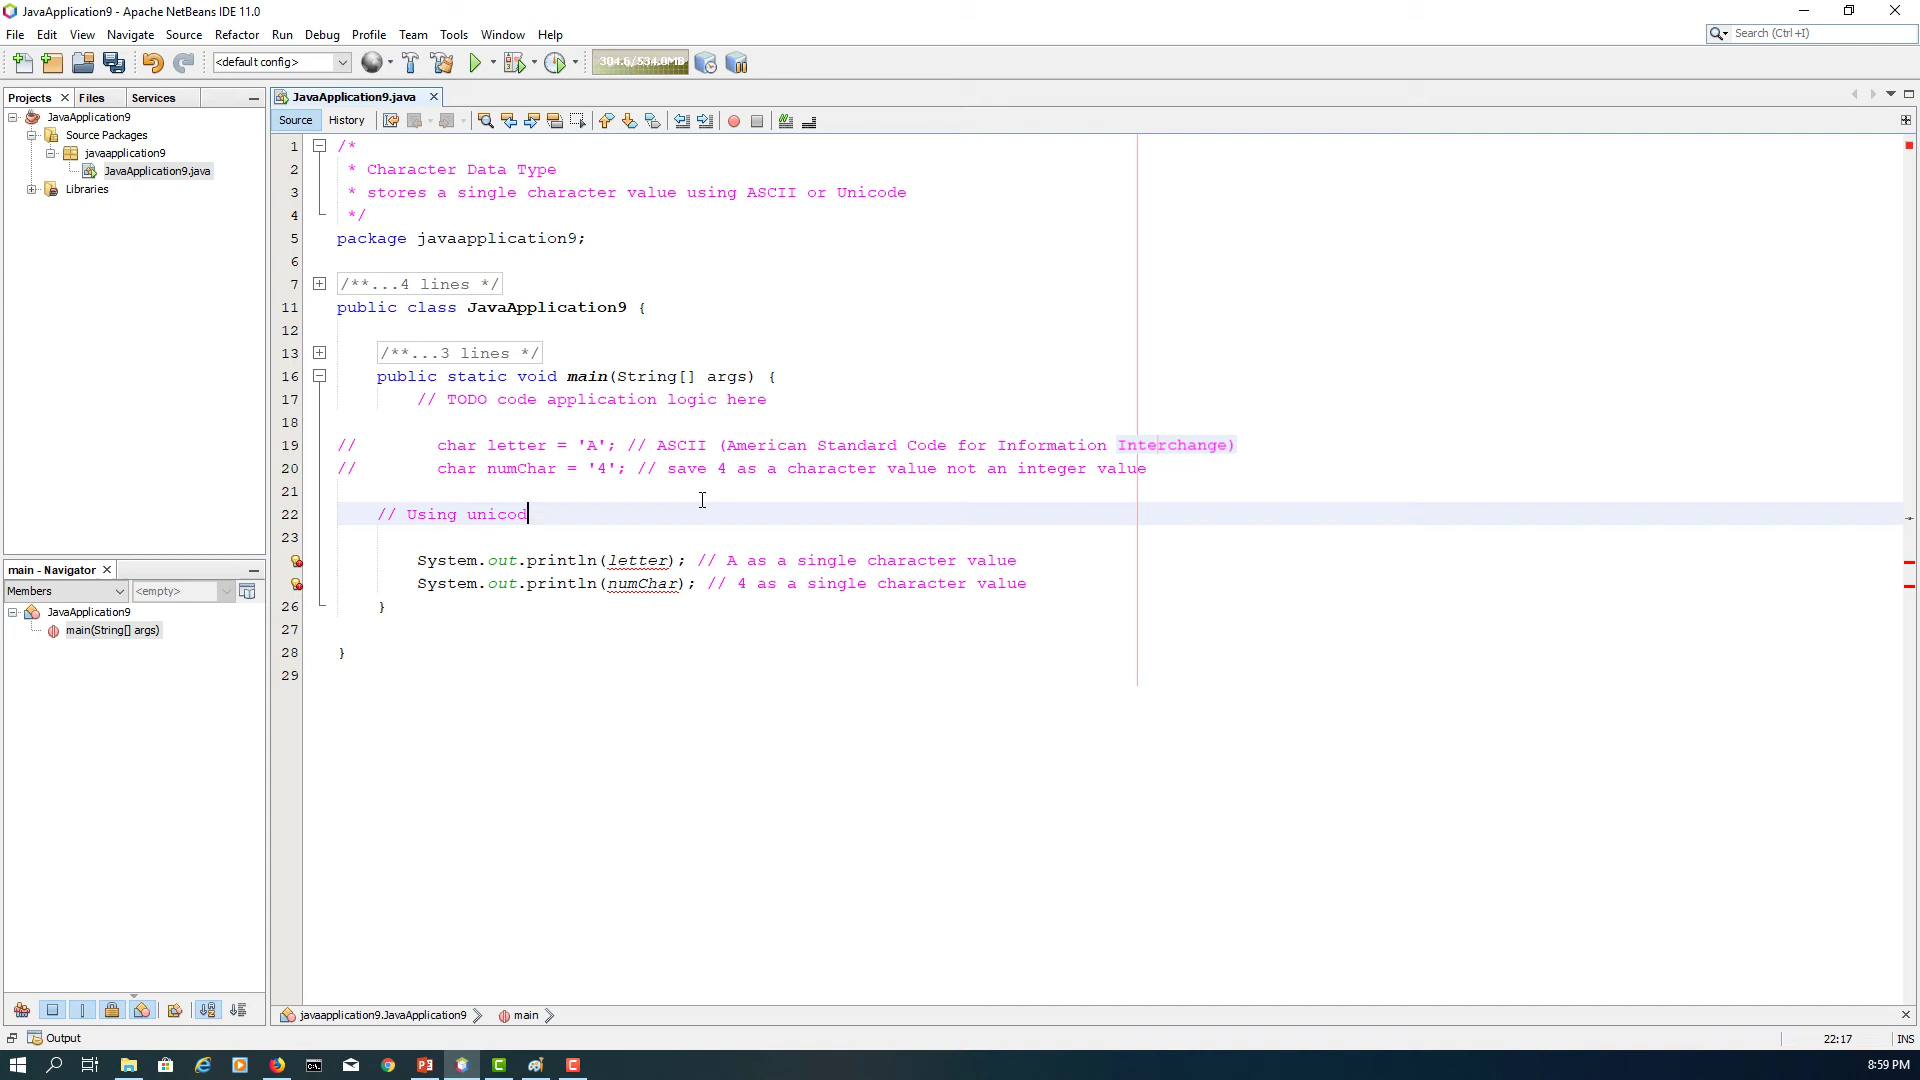 JavaApplication9 - Apache NetBeans IDE 11.0
File Edit View Navigate Source Refactor Run Debug Profile Team Tools Window Help
Search (Ctrl+I)
<default config>
304.6/534.0MB
Projects Files Services
JavaApplication9.java
JavaApplication9
Source Packages
javaapplication9
JavaApplication9.java
Libraries
Source History
1 /*
2 * Character Data Type
3 * stores a single character value using ASCII or Unicode
4 */
5 package javaapplication9;
6
7 /**...4 lines */
11 public class JavaApplication9 {
12
13 /**...3 lines */
16 public static void main(String[] args) {
17 // TODO code application logic here
18
19 // char letter = 'A'; // ASCII (American Standard Code for Information Interchange)
20 // char numChar = '4'; // save 4 as a character value not an integer value
21
22 // Using unicod
23
System.out.println(letter); // A as a single character value
System.out.println(numChar); // 4 as a single character value
26 }
27
28 }
29
main - Navigator
Members <empty>
JavaApplication9
main(String[] args)
javaapplication9.JavaApplication9 main
Output
22:17 INS
8:59 PM